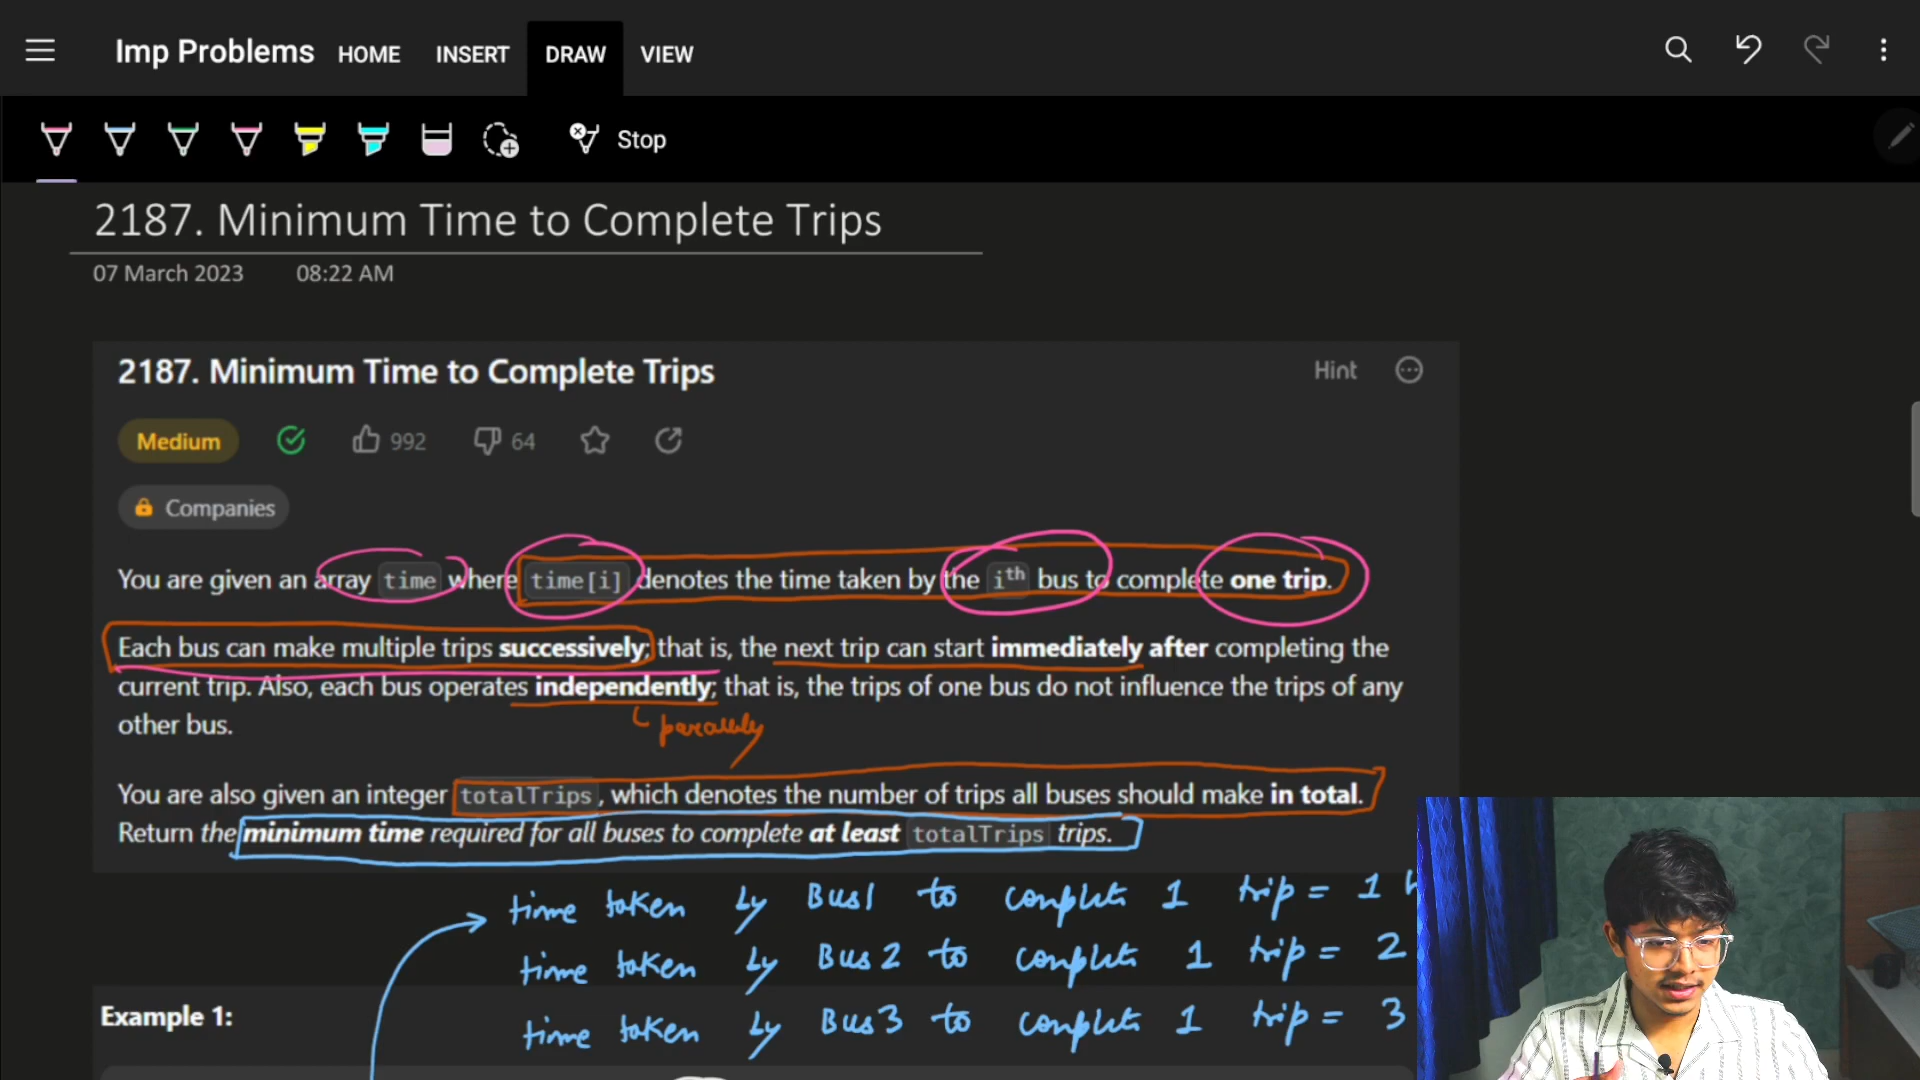 Imp Problems HOME INSERT DRAW VIEW
Stop
2187. Minimum Time to Complete Trips
07 March 2023 08:22 AM
2187. Minimum Time to Complete Trips Hint
Medium 992 64
Companies
You are given an array time where time[i] denotes the time taken by the ith bus to complete one trip.
Each bus can make multiple trips successively; that is, the next trip can start immediately after completing the
current trip. Also, each bus operates independently; that is, the trips of one bus do not influence the trips of any
other bus.
You are also given an integer totalTrips, which denotes the number of trips all buses should make in total.
Return the minimum time required for all buses to complete at least totalTrips trips.
time taken by Bus1 to complete 1 trip = 1
time taken by Bus2 to complete 1 trip = 2
time taken by Bus3 to complete 1 trip = 3
Example 1: